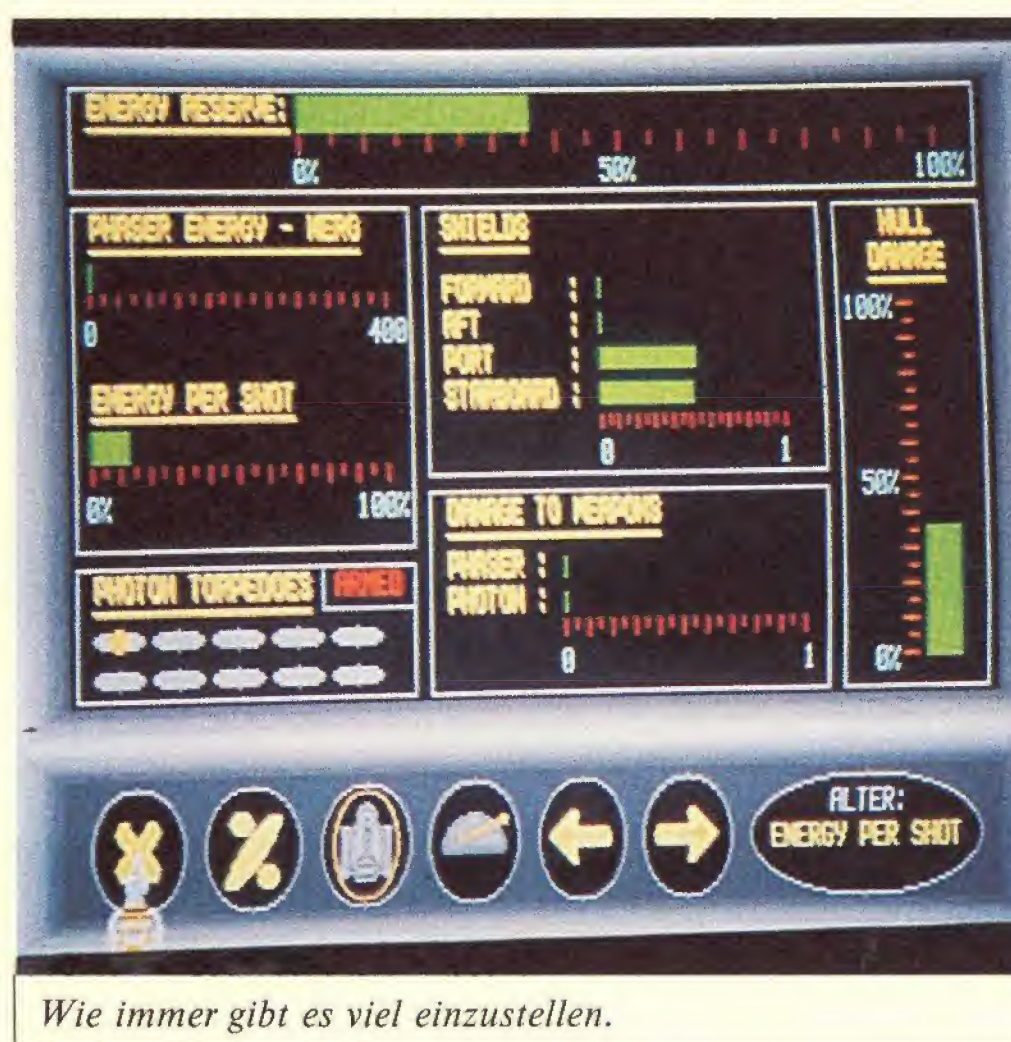 ENERGY RESERVE:
0% 50% 100%
PHASER ENERGY - MERG
0 400
ENERGY PER SHOT
0% 100%
PHOTON TORPEDOES ARMED
SHIELDS
FORWARD :
AFT :
PORT :
STARBOARD :
0 1
DAMAGE TO WEAPONS
PHASER :
PHOTON :
0 1
HULL
DAMAGE
100%
50%
0%
ALTER:
ENERGY PER SHOT
Wie immer gibt es viel einzustellen.